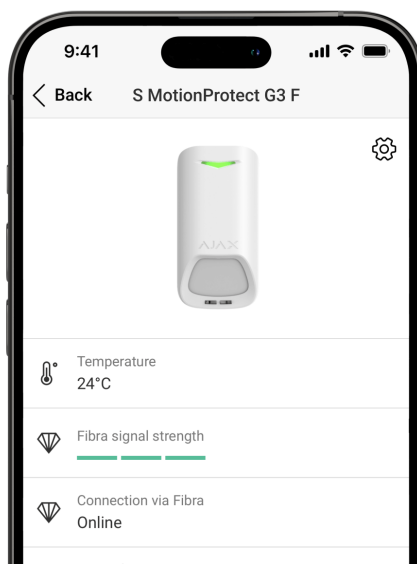 9:41
Back
S MotionProtect G3 F
AJAX
Temperature
24°C
Fibra signal strength
Connection via Fibra
Online